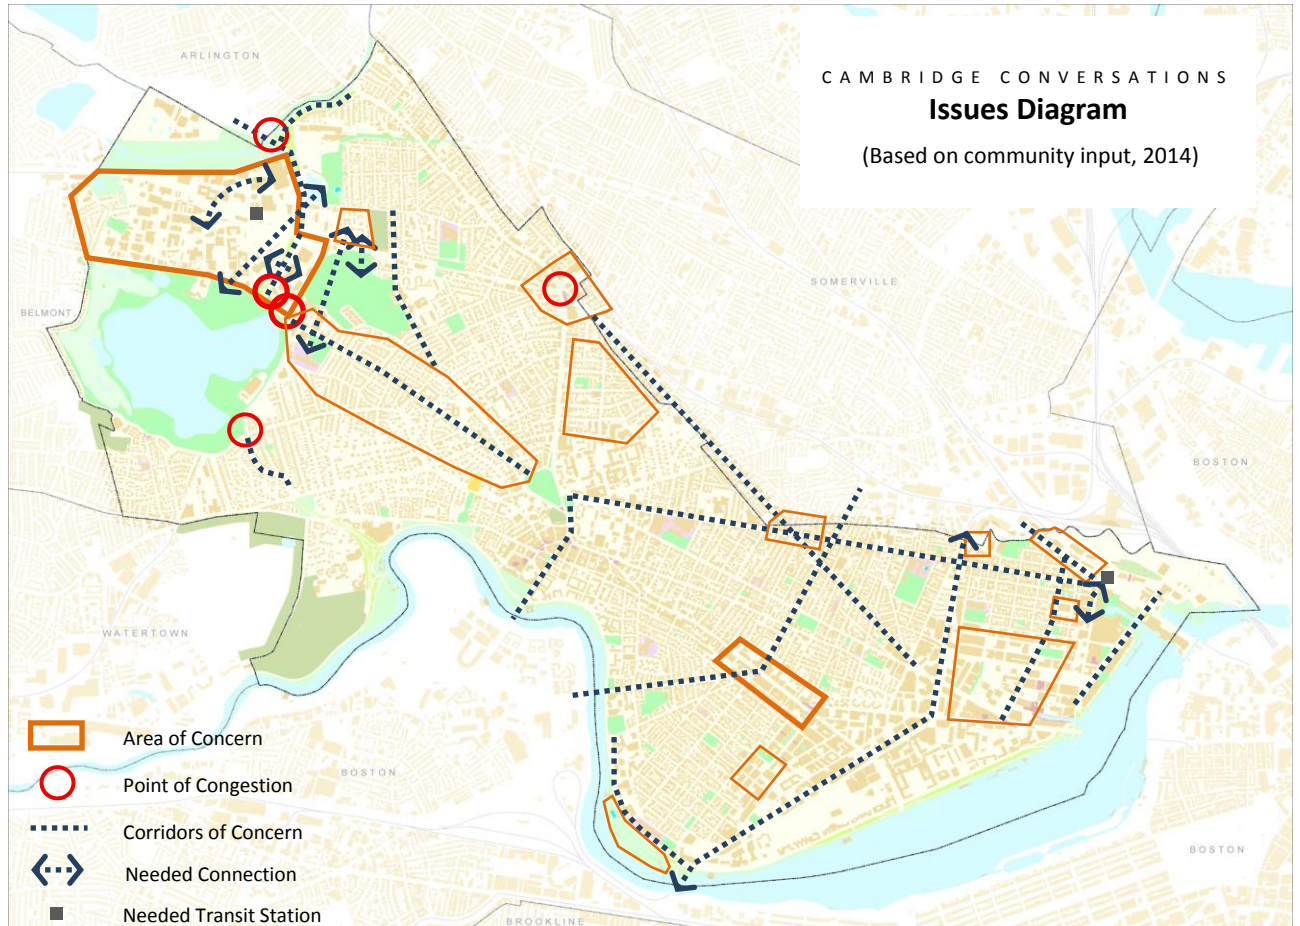 CAMBRIDGE CONVERSATIONS
Issues Diagram
(Based on community input, 2014)
ARLINGTON
SOMERVILLE
BELMONT
BOSTON
WATERTOWN
BOSTON
BOSTON
BROOKLINE
Area of Concern
Point of Congestion
Corridors of Concern
Needed Connection
Needed Transit Station